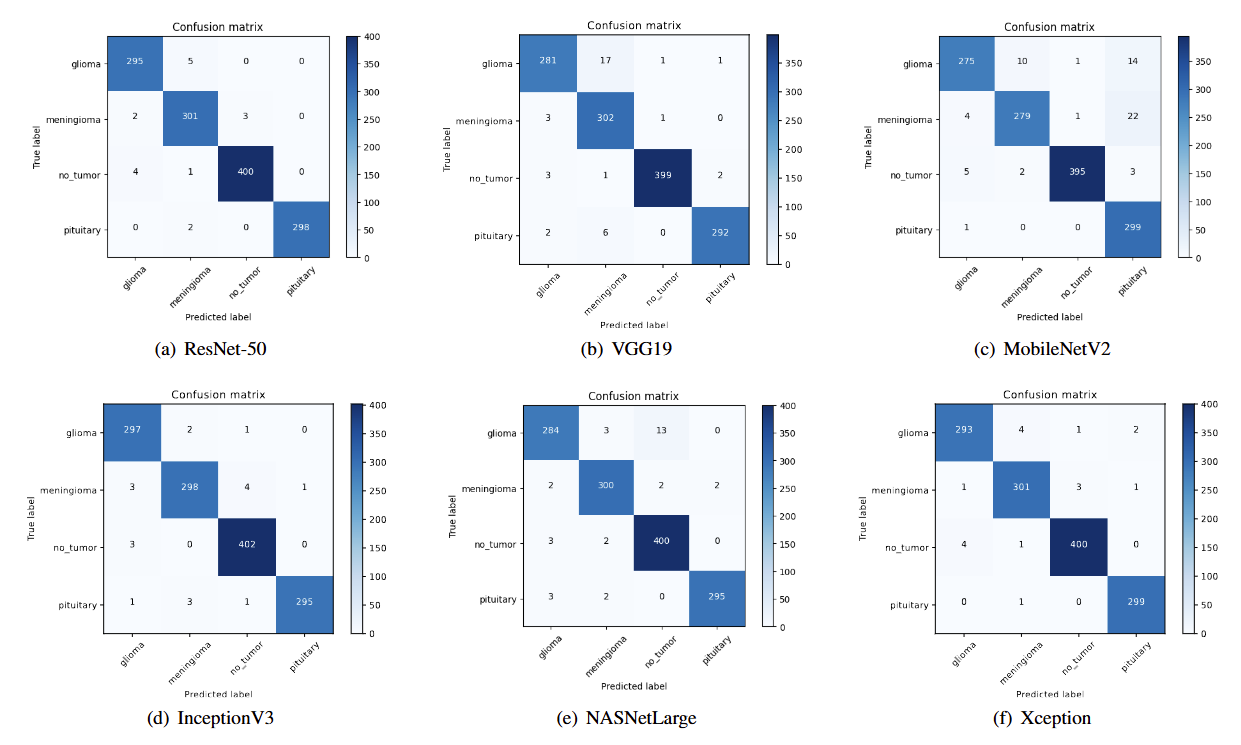 Confusion matrix
glioma 295 5 0 0
meningioma 2 301 3 0
no_tumor 4 1 400 0
pituitary 0 2 0 298
glioma meningioma no_tumor pituitary
True label
Predicted label
400
350
300
250
200
150
100
50
0
(a) ResNet-50
Confusion matrix
glioma 281 17 1 1
meningioma 3 302 1 0
no_tumor 3 1 399 2
pituitary 2 6 0 292
glioma meningioma no_tumor pituitary
True label
Predicted label
350
300
250
200
150
100
50
0
(b) VGG19
Confusion matrix
glioma 275 10 1 14
meningioma 4 279 1 22
no_tumor 5 2 395 3
pituitary 1 0 0 299
glioma meningioma no_tumor pituitary
True label
Predicted label
350
300
250
200
150
100
50
0
(c) MobileNetV2
Confusion matrix
glioma 297 2 1 0
meningioma 3 298 4 1
no_tumor 3 0 402 0
pituitary 1 3 1 295
glioma meningioma no_tumor pituitary
True label
Predicted label
400
350
300
250
200
150
100
50
0
(d) InceptionV3
Confusion matrix
glioma 284 3 13 0
meningioma 2 300 2 2
no_tumor 3 2 400 0
pituitary 3 2 0 295
glioma meningioma no_tumor pituitary
True label
Predicted label
400
350
300
250
200
150
100
50
0
(e) NASNetLarge
Confusion matrix
glioma 293 4 1 2
meningioma 1 301 3 1
no_tumor 4 1 400 0
pituitary 0 1 0 299
glioma meningioma no_tumor pituitary
True label
Predicted label
400
350
300
250
200
150
100
50
0
(f) Xception